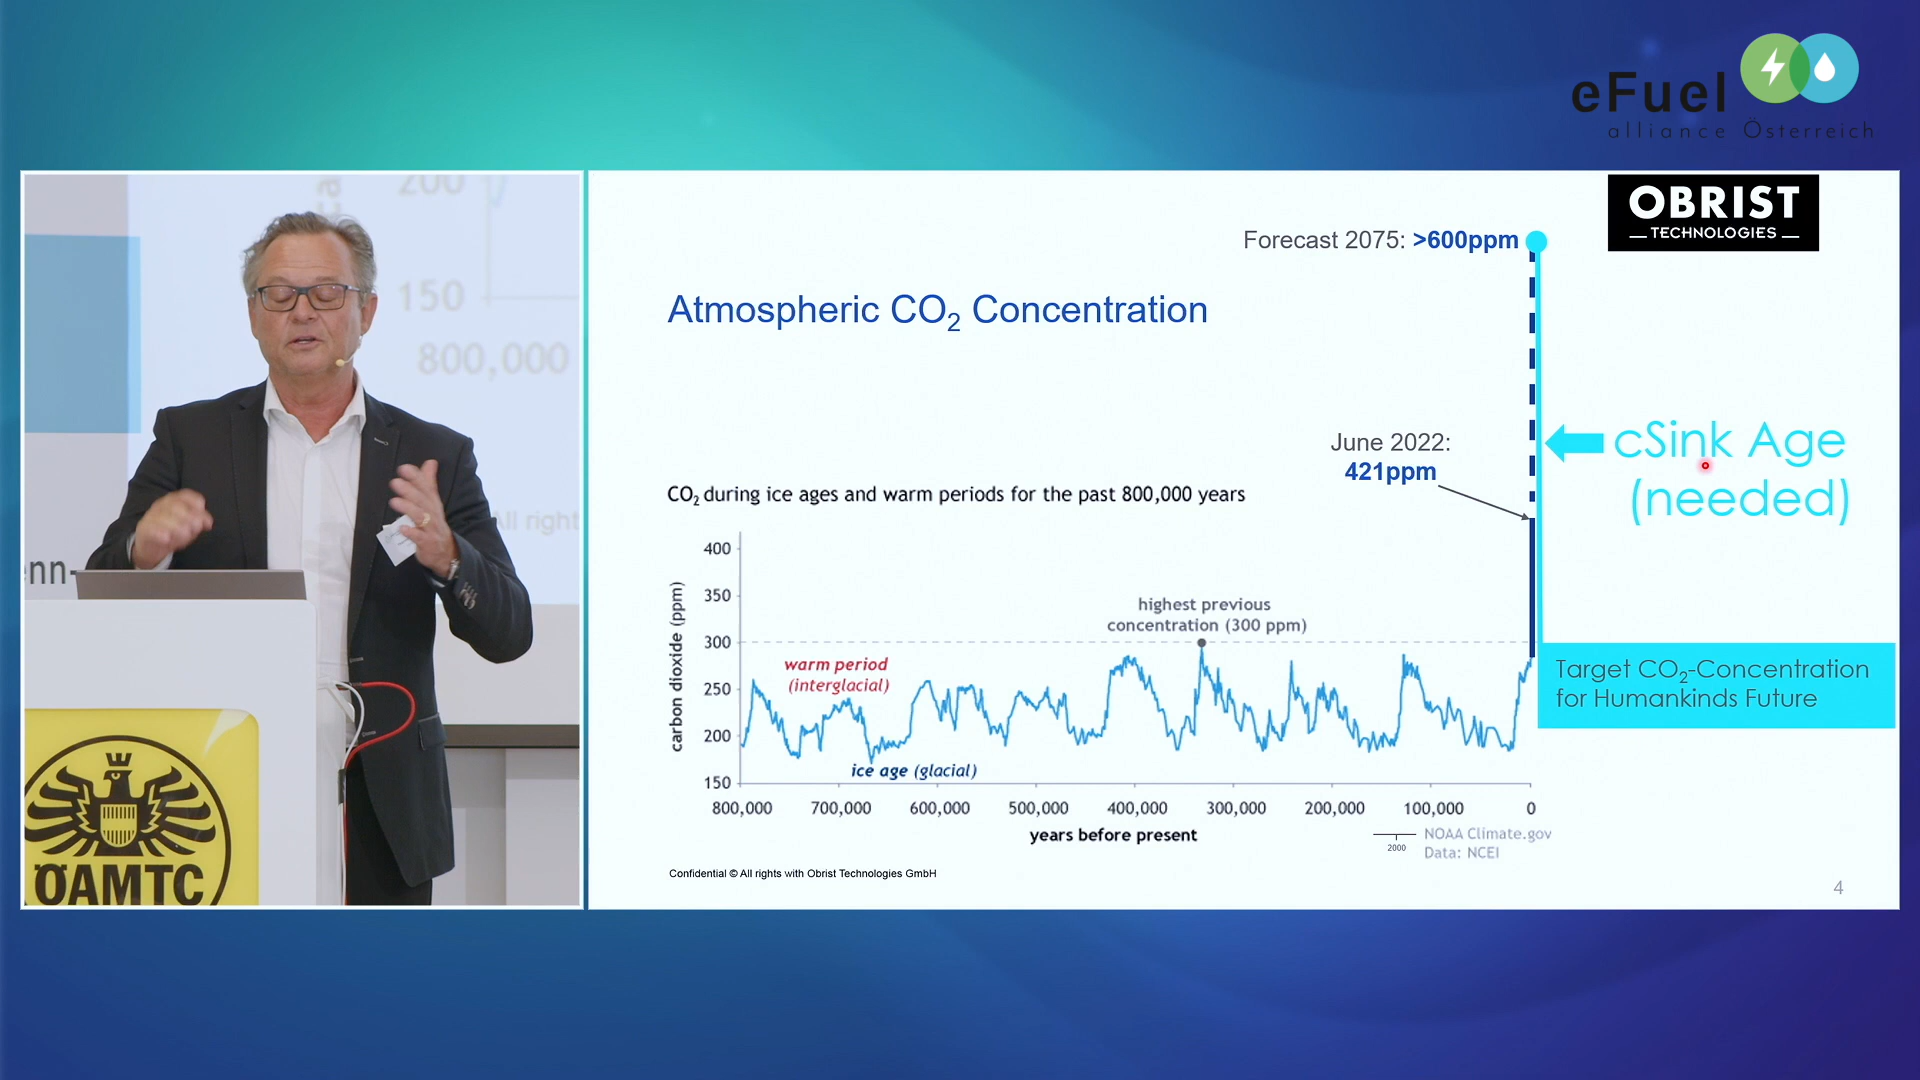 eFuel
alliance Österreich
200
150
800,000
All right
nn-
ÖAMTC
OBRIST
TECHNOLOGIES
Forecast 2075: >600ppm
Atmospheric CO₂ Concentration
June 2022:
421ppm
cSink Age
(needed)
CO₂ during ice ages and warm periods for the past 800,000 years
400
350
300
250
200
150
carbon dioxide (ppm)
highest previous
concentration (300 ppm)
warm period
(interglacial)
ice age (glacial)
Target CO₂-Concentration
for Humankinds Future
800,000 700,000 600,000 500,000 400,000 300,000 200,000 100,000 0
years before present
2000
NOAA Climate.gov
Data: NCEI
Confidential © All rights with Obrist Technologies GmbH
4